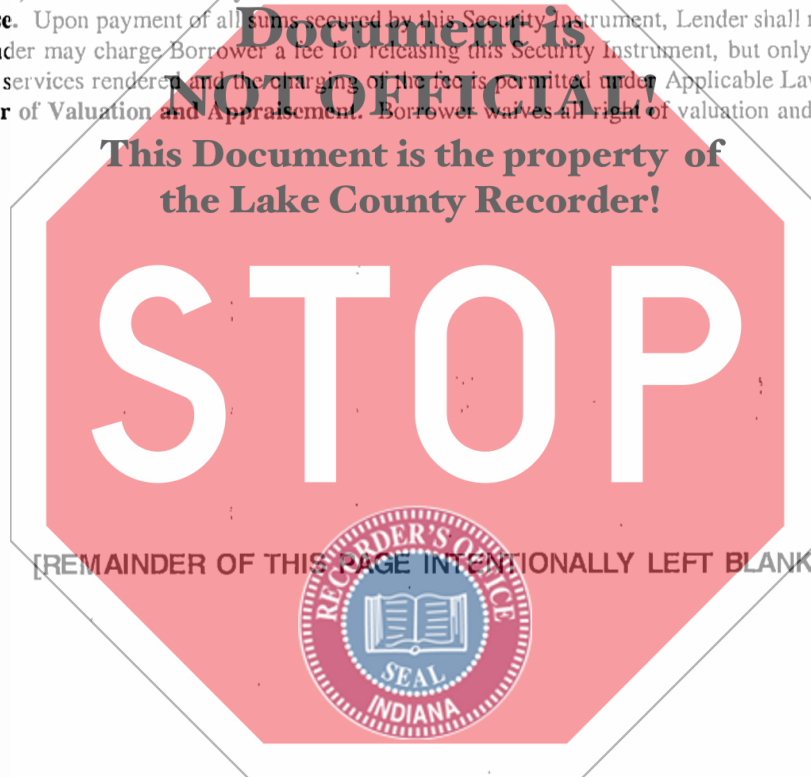 se. Upon payment of all sums secured by this Security Instrument, Lender shall
nder may charge Borrower a fee for releasing this Security Instrument, but only
services rendered and the charging of the fee is permitted under Applicable La
r of Valuation and Appraisement. Borrower waives all right of valuation and
Document is
NOT OFFICIAL!
This Document is the property of
the Lake County Recorder!
STOP
[REMAINDER OF THIS PAGE INTENTIONALLY LEFT BLANK
RECORDER'S OFFICE
SEAL
INDIANA